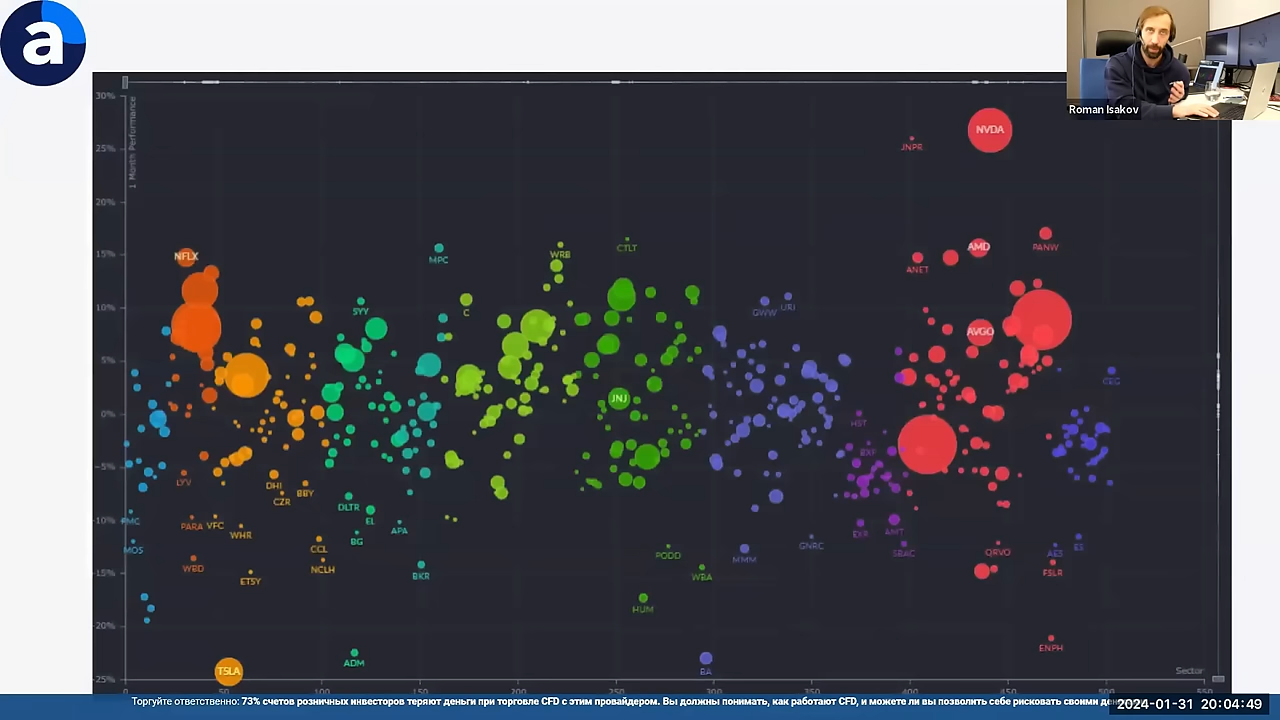 a
Roman Isakov
30%
1 Month Performance
NVDA
JNPR
25%
20%
15%
NFLX
MPC
WRB
CTLT
ANET
AMD
PANW
10%
SYY
C
GWW
URI
AVGO
5%
CEG
JNJ
0%
HST
EXR
-5%
LYV
DHI
CZR
BBY
DLTR
EL
-10%
FMC
PARA
VFC
WHR
APA
BG
EXR
AMT
MOS
CCL
PODD
MMM
GNRC
SBAC
QRVO
AES
ES
WBD
NCLH
ETSY
BKR
WBA
FSLR
-15%
HUM
-20%
ADM
ENPH
TSLA
BA
Sector
-25%
0 50 100 150 200 250 300 350 400 450 500 550
Торгуйте ответственно: 73% счетов розничных инвесторов теряют деньги при торговле CFD с этим провайдером. Вы должны понимать, как работают CFD, и можете ли вы позволить себе рисковать своими
2024-01-31 20:04:49